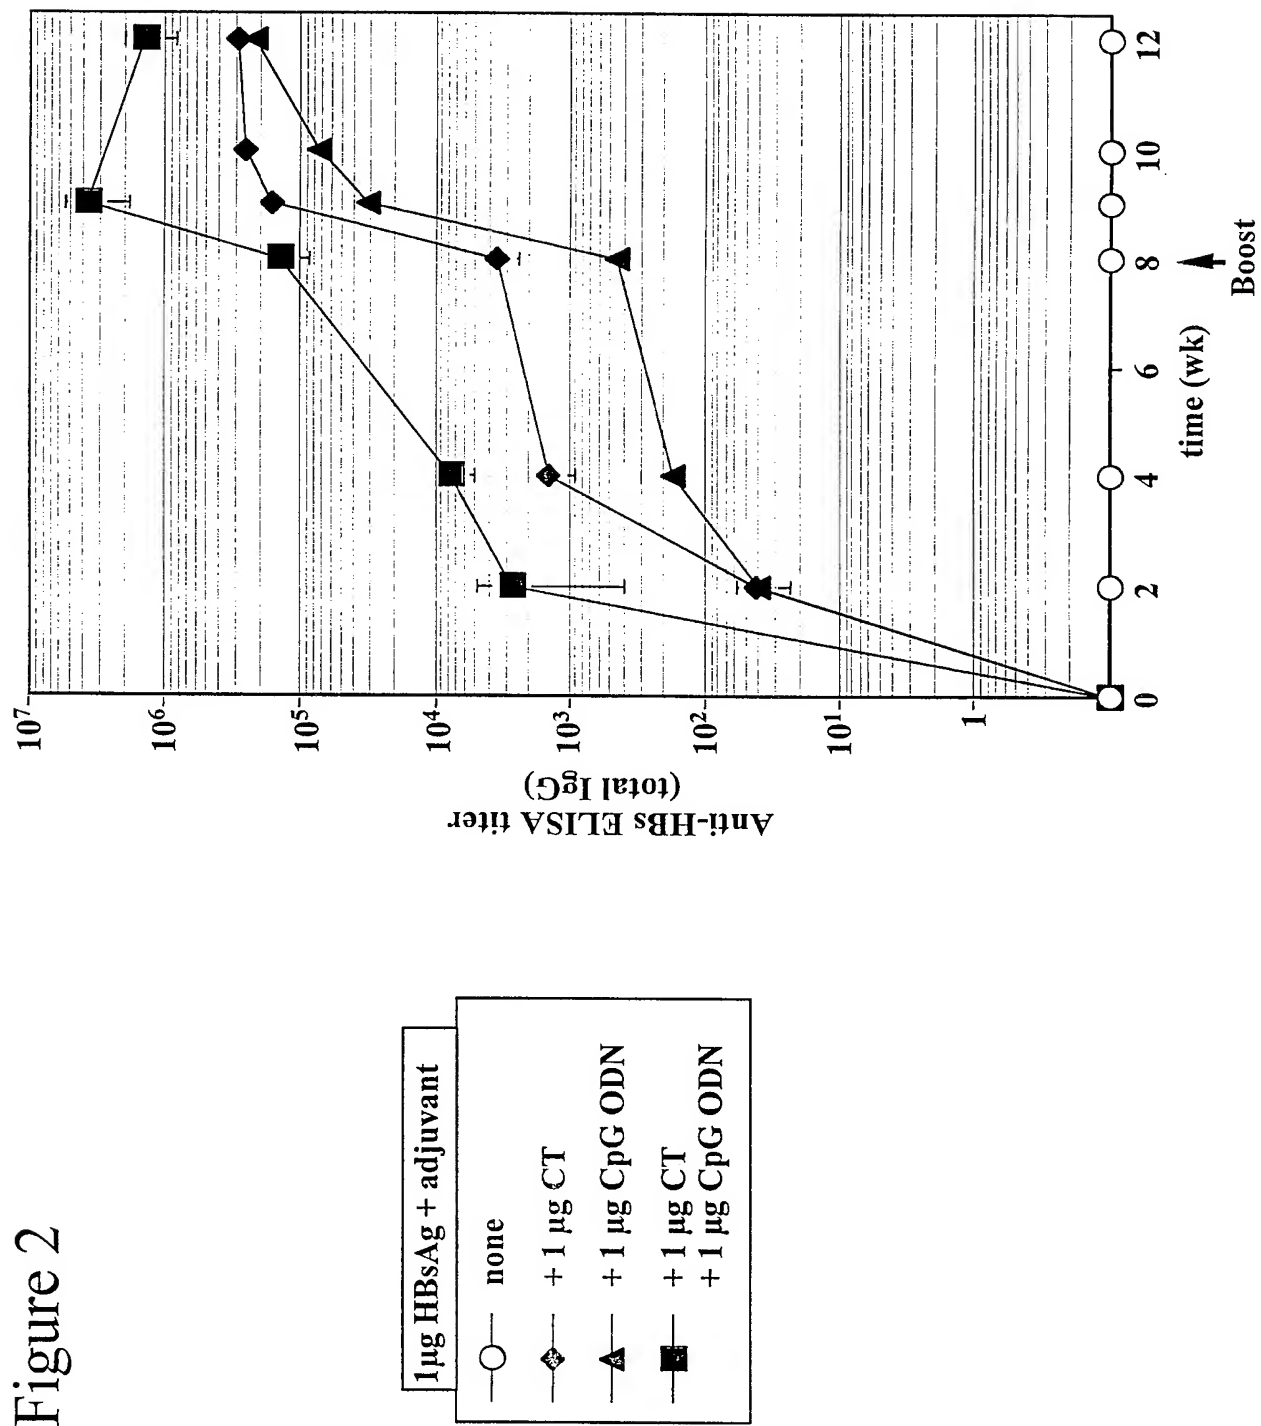 Figure 2
1µg HBsAg + adjuvant
none
+ 1 µg CT
+ 1 µg CpG ODN
+ 1 µg CT
+ 1 µg CpG ODN
Anti-HBs ELISA titer
(total IgG)
10⁷
10⁶
10⁵
10⁴
10³
10²
10¹
1
0 2 4 6 8 10 12
time (wk)
Boost